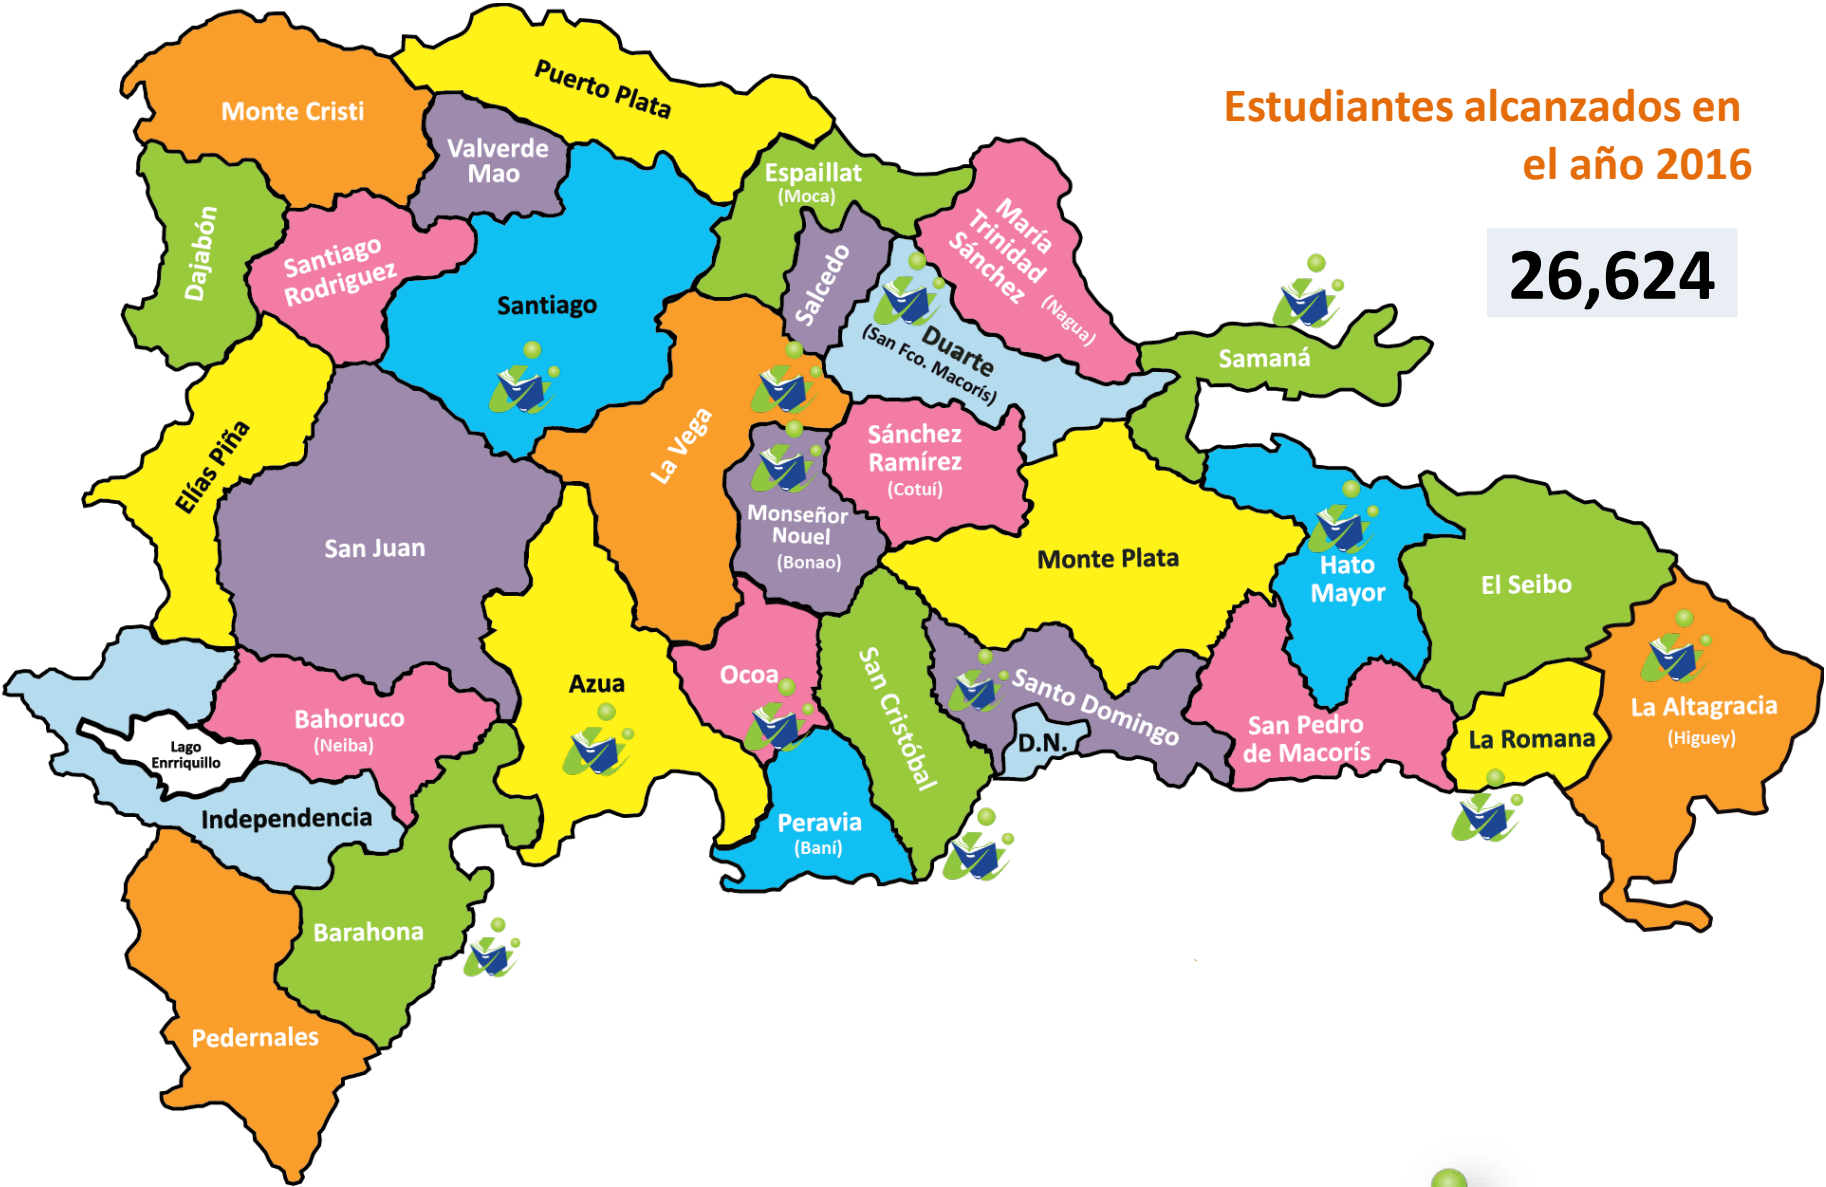 Estudiantes alcanzados en
el año 2016
26,624
Monte Cristi
Puerto Plata
Valverde
Mao
Espaillat
(Moca)
Dajabón
Santiago
Rodriguez
Santiago
Salcedo
María
Trinidad
Sánchez
(Nagua)
Duarte
(San Fco. Macorís)
Samaná
Elías Piña
La Vega
Sánchez
Ramírez
(Cotuí)
San Juan
Monseñor
Nouel
(Bonao)
Monte Plata
Hato
Mayor
El Seibo
Azua
Ocoa
San Cristóbal
Santo Domingo
D.N.
San Pedro
de Macorís
La Romana
La Altagracia
(Higuey)
Bahoruco
(Neiba)
Lago
Enrriquillo
Independencia
Peravia
(Baní)
Barahona
Pedernales